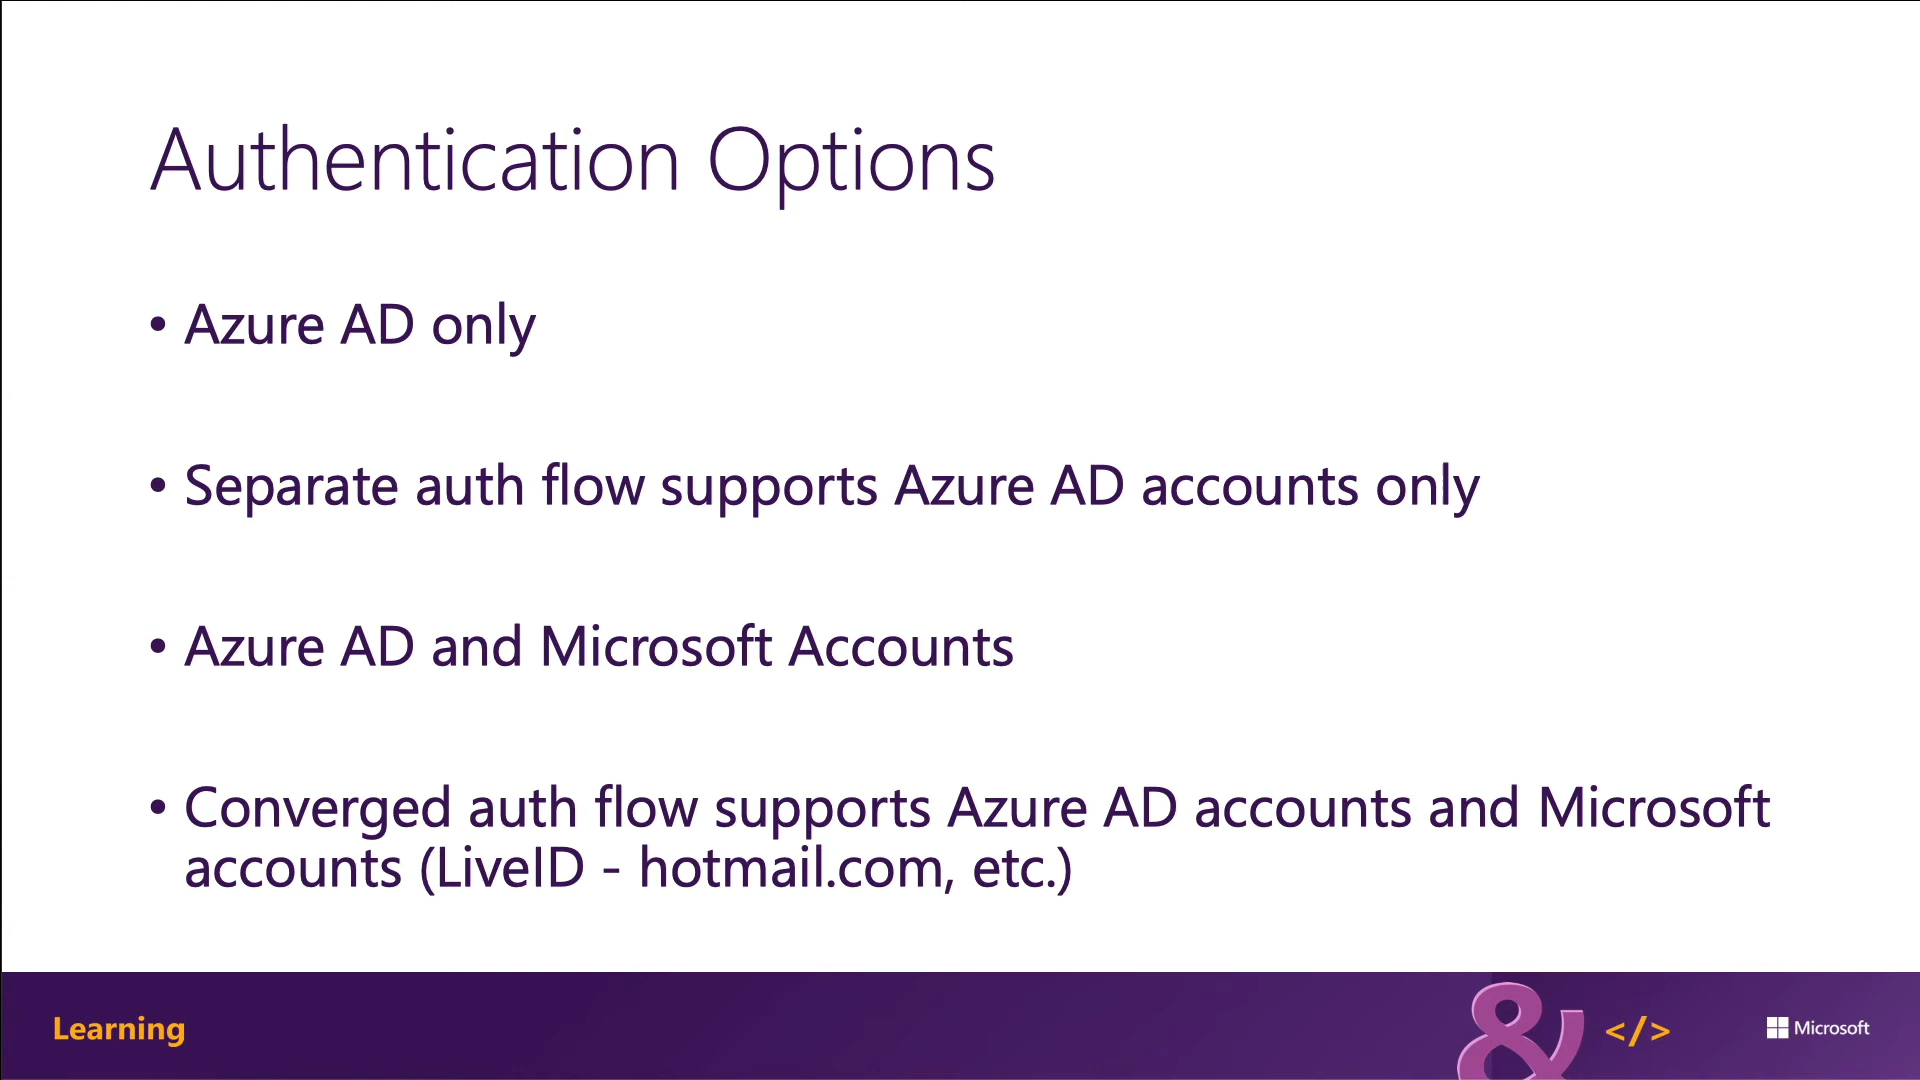 Authentication Options
• Azure AD only
• Separate auth flow supports Azure AD accounts only
• Azure AD and Microsoft Accounts
• Converged auth flow supports Azure AD accounts and Microsoft
accounts (LiveID - hotmail.com, etc.)
Learning
& </>
Microsoft